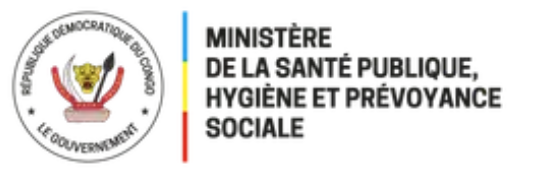 RÉPUBLIQUE DÉMOCRATIQUE DU CONGO
★ LE GOUVERNEMENT ★
MINISTÈRE
DE LA SANTÉ PUBLIQUE,
HYGIÈNE ET PRÉVOYANCE
SOCIALE